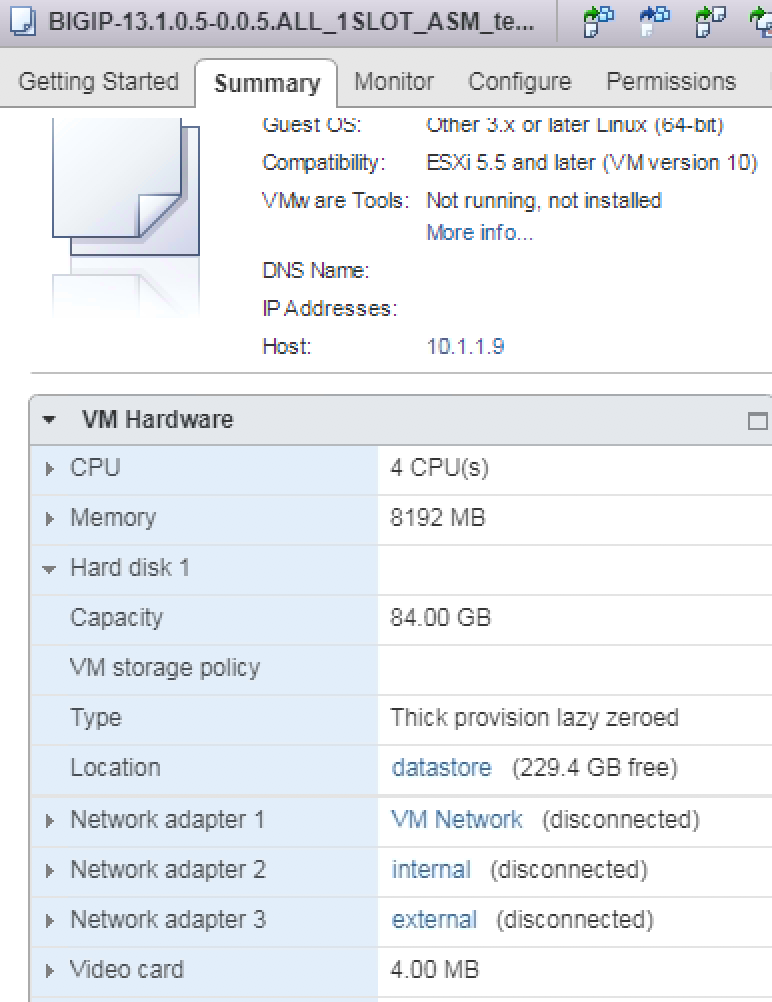 BIGIP-13.1.0.5-0.0.5.ALL_1SLOT_ASM_te...
Getting Started Summary Monitor Configure Permissions
Guest OS: Other 3.x or later Linux (64-bit)
Compatibility: ESXi 5.5 and later (VM version 10)
VMware Tools: Not running, not installed
More info...
DNS Name:
IP Addresses:
Host: 10.1.1.9
VM Hardware
CPU 4 CPU(s)
Memory 8192 MB
Hard disk 1
Capacity 84.00 GB
VM storage policy
Type Thick provision lazy zeroed
Location datastore (229.4 GB free)
Network adapter 1 VM Network (disconnected)
Network adapter 2 internal (disconnected)
Network adapter 3 external (disconnected)
Video card 4.00 MB